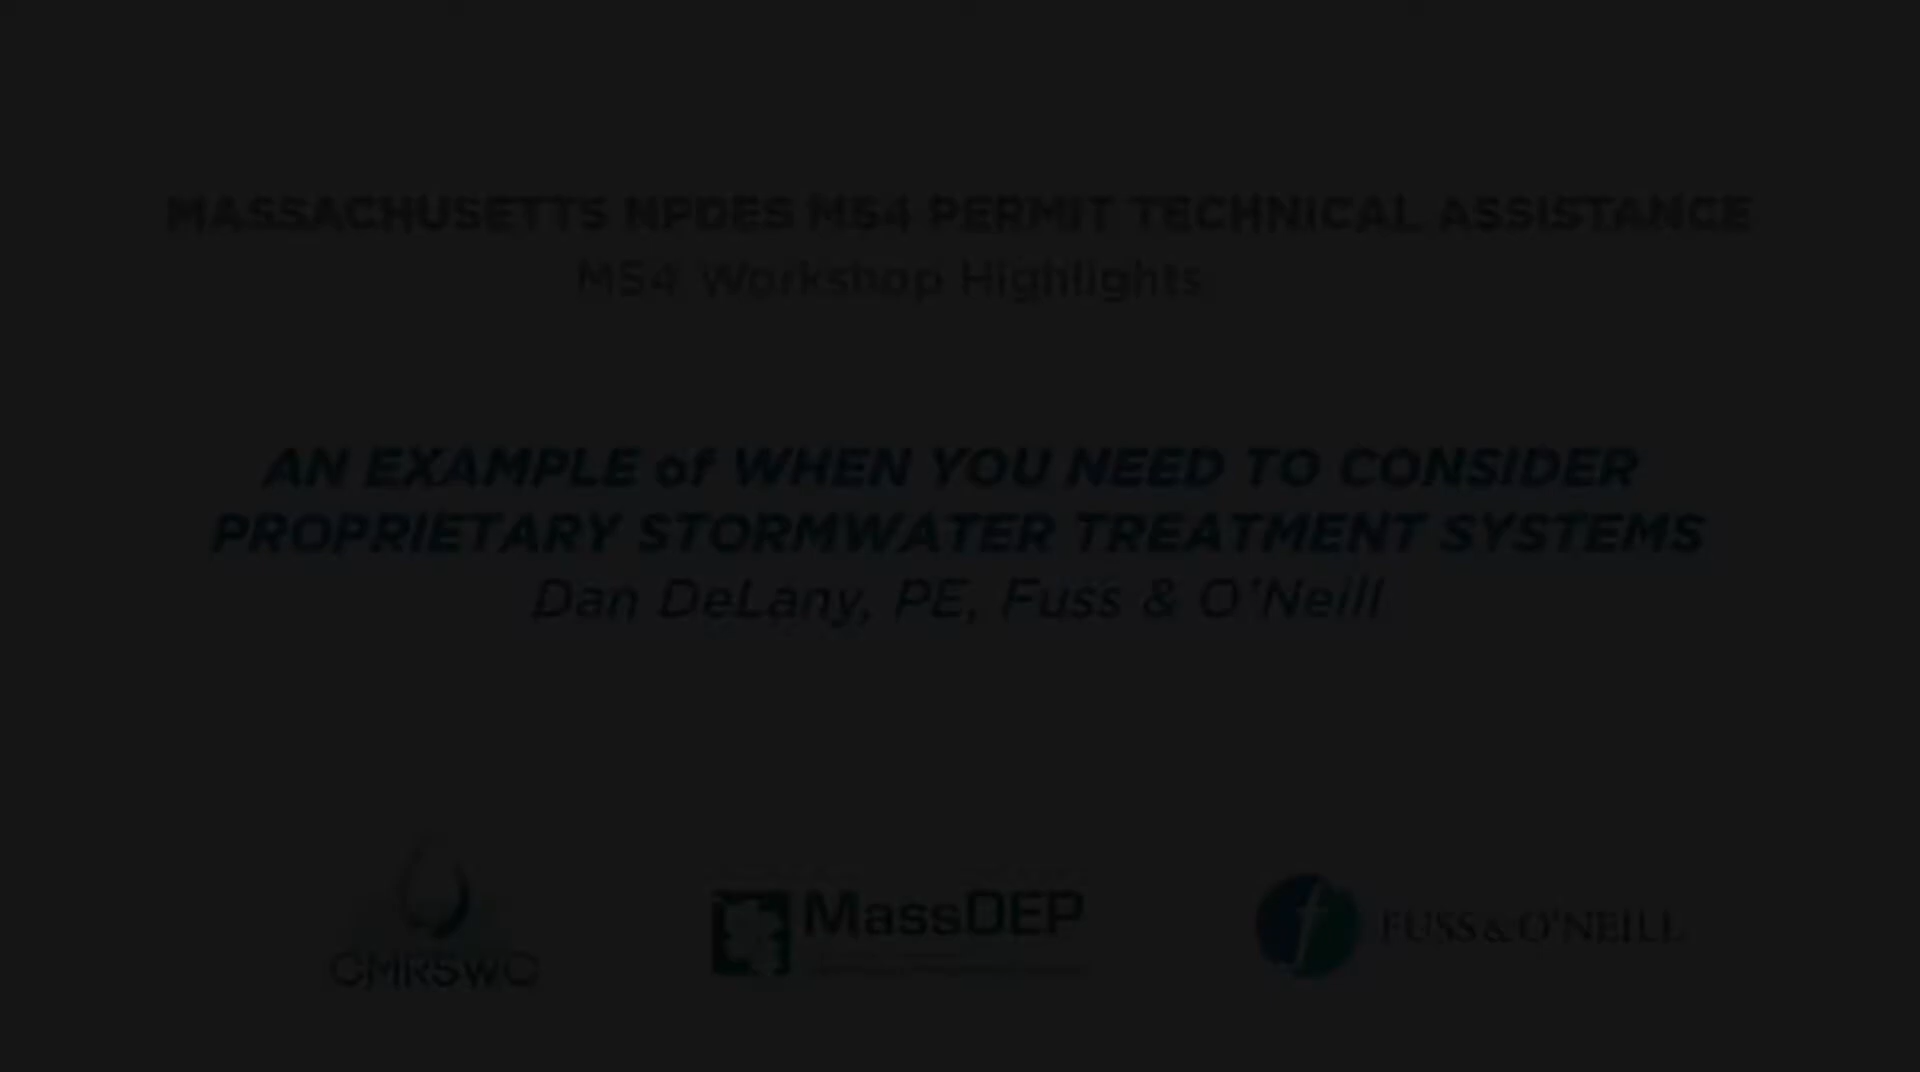 MASSACHUSETTS NPDES MS4 PERMIT TECHNICAL ASSISTANCE
MS4 Workshop Highlights
AN EXAMPLE of WHEN YOU NEED TO CONSIDER
PROPRIETARY STORMWATER TREATMENT SYSTEMS
Dan DeLany, PE, Fuss & O'Neill
CMRSWC
MassDEP
f FUSS & O'NEILL